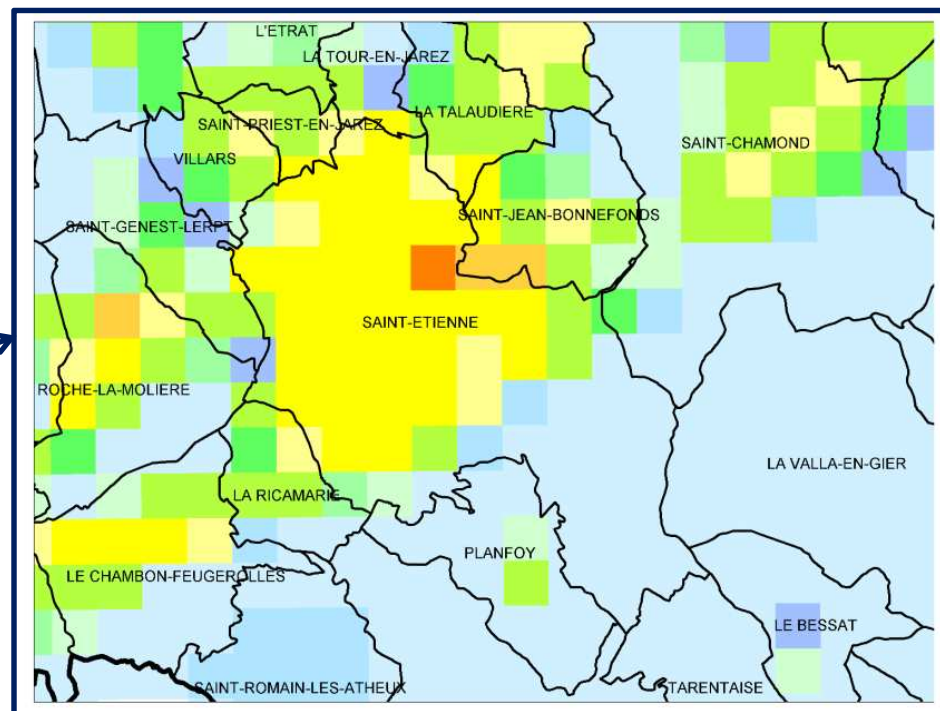 L'ETRAT
LA TOUR-EN-JAREZ
LA TALAUDIERE
SAINT-PRIEST-EN-JAREZ
SAINT-CHAMOND
VILLARS
SAINT-JEAN-BONNEFONDS
SAINT-GENEST-LERPT
SAINT-ETIENNE
ROCHE-LA-MOLIERE
LA VALLA-EN-GIER
LA RICAMARIE
PLANFOY
LE CHAMBON-FEUGEROLLES
LE BESSAT
SAINT-ROMAIN-LES-ATHEUX
TARENTAISE